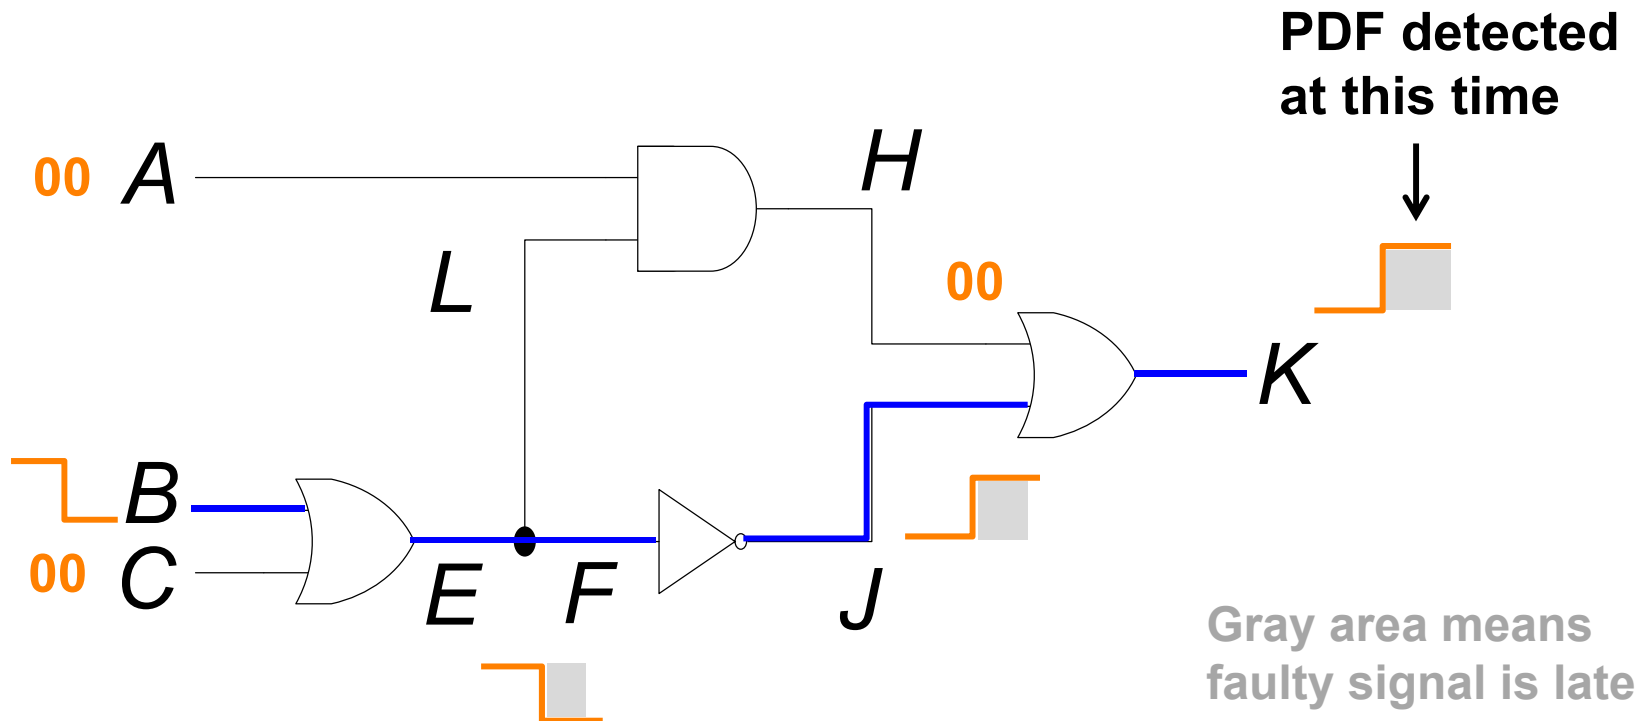 PDF detected
at this time
H
00 A
L
00
K
B
00 C
E
F
J
Gray area means
faulty signal is late